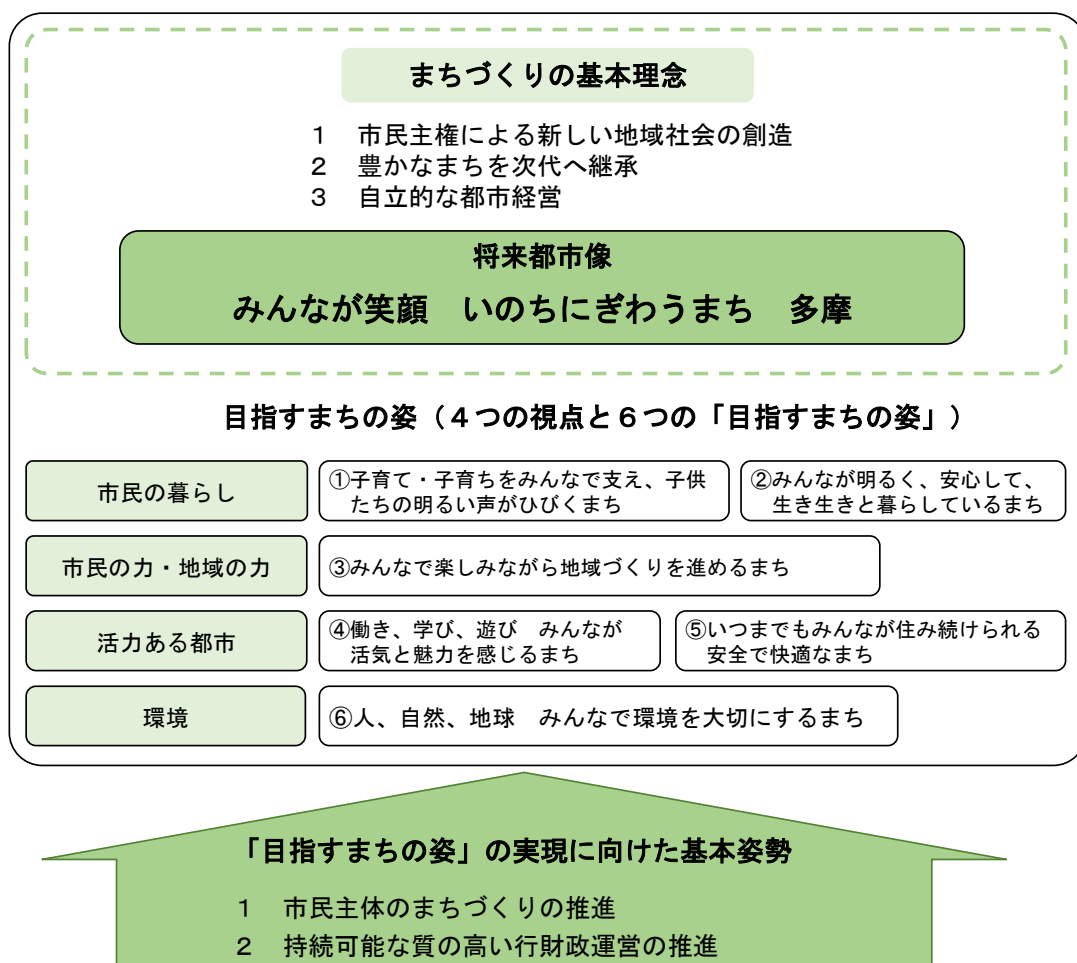 まちづくりの基本理念
1　市民主権による新しい地域社会の創造
2　豊かなまちを次代へ継承
3　自立的な都市経営
将来都市像
みんなが笑顔　いのちにぎわうまち　多摩
目指すまちの姿（４つの視点と６つの「目指すまちの姿」）
市民の暮らし
①子育て・子育ちをみんなで支え、子供
たちの明るい声がひびくまち
②みんなが明るく、安心して、
生き生きと暮らしているまち
市民の力・地域の力
③みんなで楽しみながら地域づくりを進めるまち
活力ある都市
④働き、学び、遊び　みんなが
活気と魅力を感じるまち
⑤いつまでもみんなが住み続けられる
安全で快適なまち
環境
⑥人、自然、地球　みんなで環境を大切にするまち
「目指すまちの姿」の実現に向けた基本姿勢
1　市民主体のまちづくりの推進
2　持続可能な質の高い行財政運営の推進